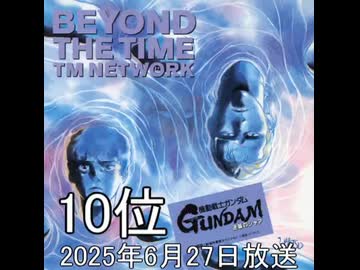 BEYOND
THE TIME
TM NETWORK
機動戦士ガンダム
GUNDAM
逆襲のシャア
10位
2025年6月27日放送